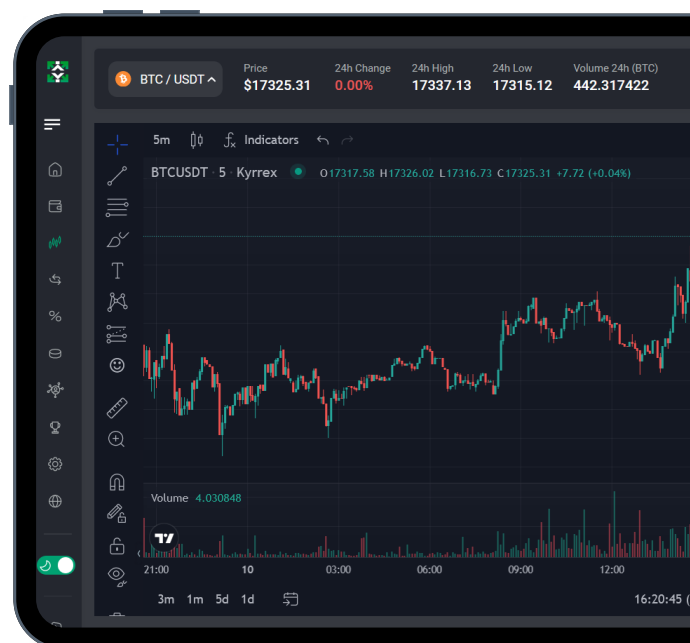 BTC / USDT
Price
$17325.31
24h Change
0.00%
24h High
17337.13
24h Low
17315.12
Volume 24h (BTC)
442.317422
5m Indicators
BTCUSDT · 5 · Kyrrex O17317.58 H17326.02 L17316.73 C17325.31 +7.72 (+0.04%)
Volume 4.030848
21:00 10 03:00 06:00 09:00 12:00
3m 1m 5d 1d 16:20:45 (